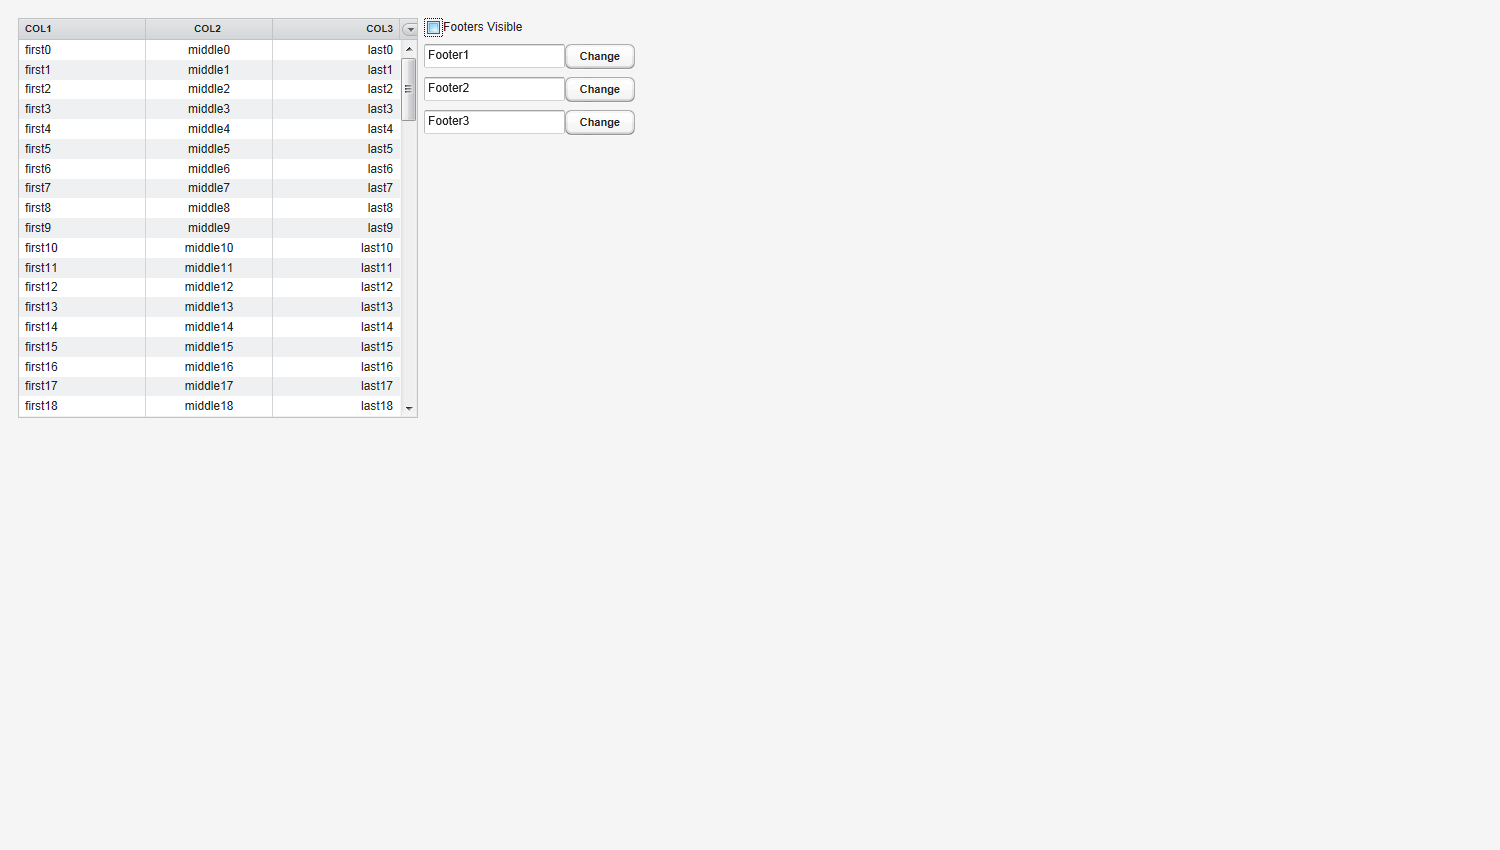 COL1 COL2 COL3 Footers Visible
first0 middle0 last0
Footer1 Change
first1 middle1 last1
first2 middle2 last2
Footer2 Change
first3 middle3 last3
first4 middle4 last4
Footer3 Change
first5 middle5 last5
first6 middle6 last6
first7 middle7 last7
first8 middle8 last8
first9 middle9 last9
first10 middle10 last10
first11 middle11 last11
first12 middle12 last12
first13 middle13 last13
first14 middle14 last14
first15 middle15 last15
first16 middle16 last16
first17 middle17 last17
first18 middle18 last18